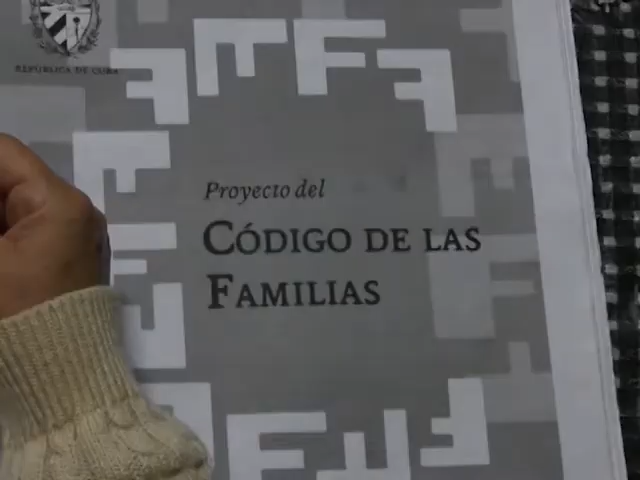 REPÚBLICA DE CUBA
Proyecto del
CÓDIGO DE LAS
FAMILIAS